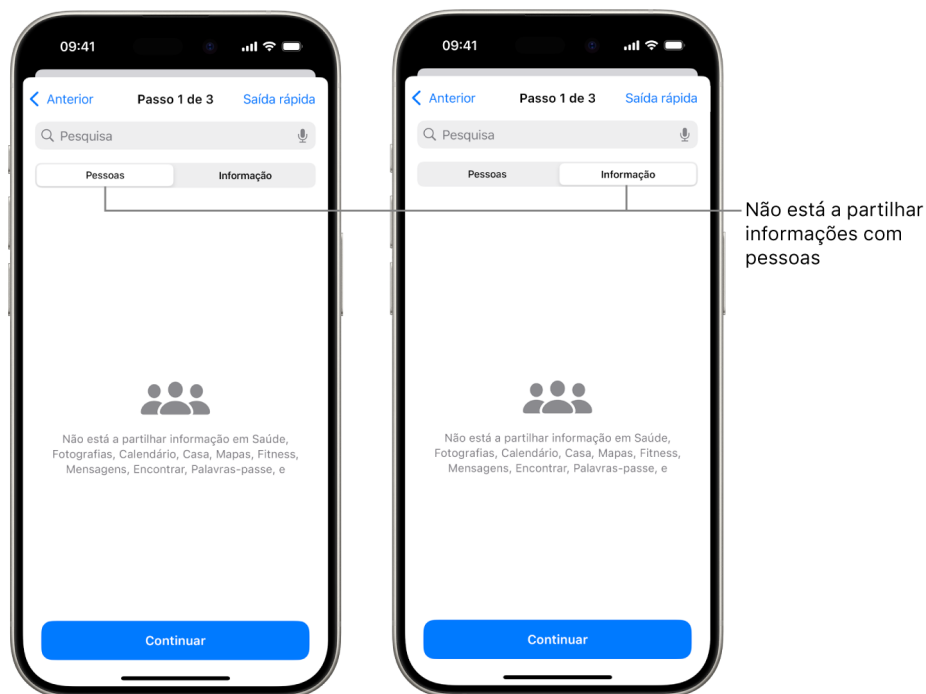 09:41
Anterior Passo 1 de 3 Saída rápida
Pesquisa
Pessoas Informação
Não está a partilhar informação em Saúde,
Fotografias, Calendário, Casa, Mapas, Fitness,
Mensagens, Encontrar, Palavras-passe, e
Continuar
09:41
Anterior Passo 1 de 3 Saída rápida
Pesquisa
Pessoas Informação
Não está a partilhar informação em Saúde,
Fotografias, Calendário, Casa, Mapas, Fitness,
Mensagens, Encontrar, Palavras-passe, e
Continuar
Não está a partilhar
informações com
pessoas